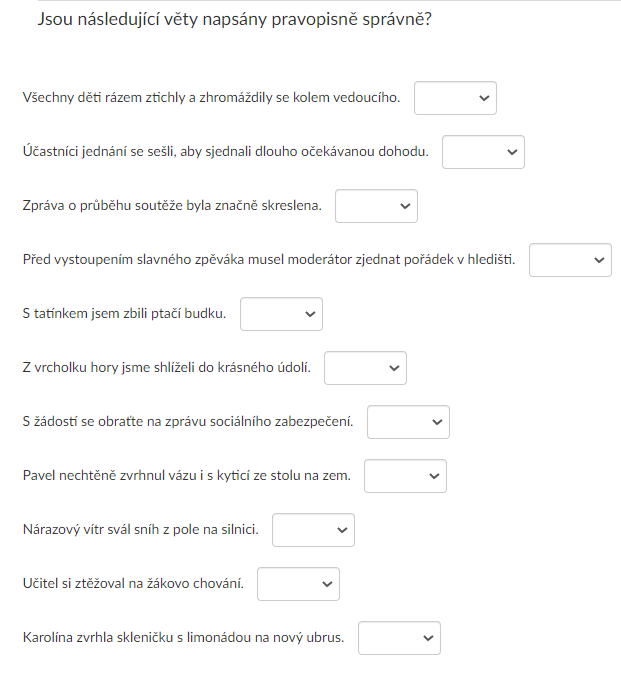 Jsou následující věty napsány pravopisně správně?
Všechny děti rázem ztichly a zhromáždily se kolem vedoucího.
Účastníci jednání se sešli, aby sjednali dlouho očekávanou dohodu.
Zpráva o průběhu soutěže byla značně skreslena.
Před vystoupením slavného zpěváka musel moderátor zjednat pořádek v hledišti.
S tatínkem jsem zbili ptačí budku.
Z vrcholku hory jsme shlíželi do krásného údolí.
S žádostí se obraťte na zprávu sociálního zabezpečení.
Pavel nechtěně zvrhnul vázu i s kyticí ze stolu na zem.
Nárazový vítr svál sníh z pole na silnici.
Učitel si ztěžoval na žákovo chování.
Karolína zvrhla skleničku s limonádou na nový ubrus.